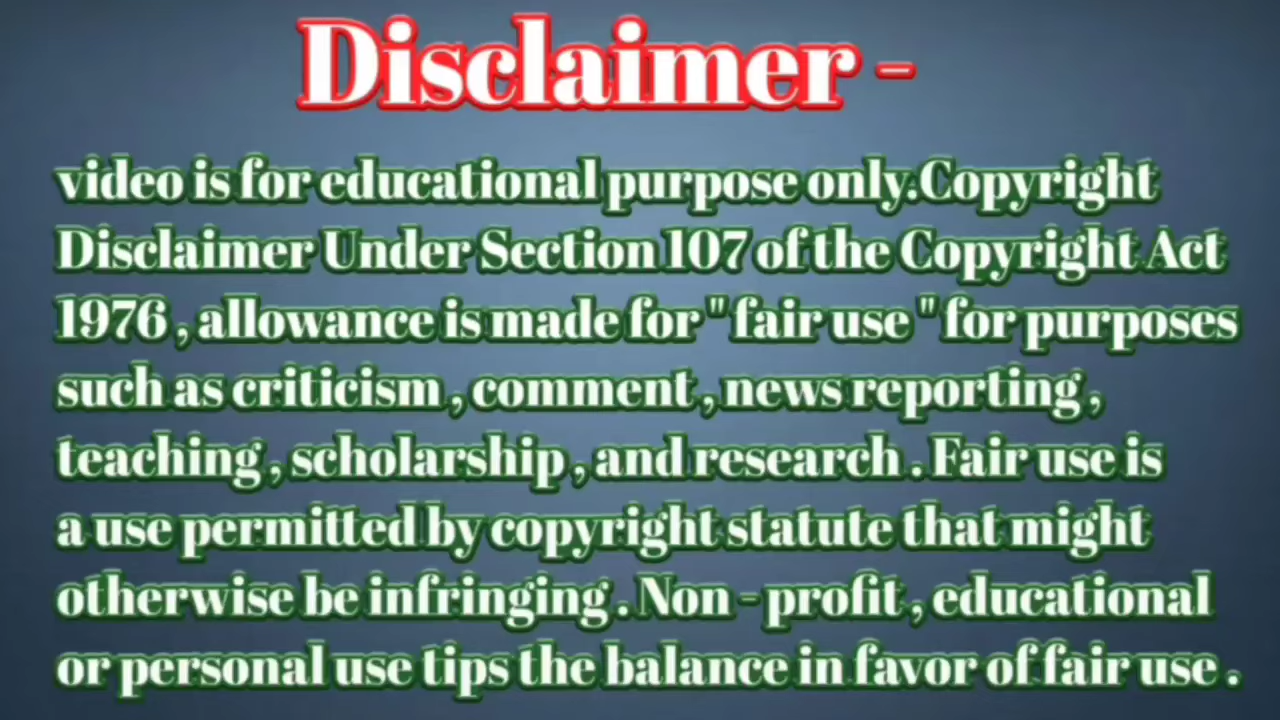 Disclaimer -
video is for educational purpose only.Copyright
Disclaimer Under Section 107 of the Copyright Act
1976 , allowance is made for " fair use " for purposes
such as criticism , comment , news reporting ,
teaching , scholarship , and research . Fair use is
a use permitted by copyright statute that might
otherwise be infringing . Non - profit , educational
or personal use tips the balance in favor of fair use .